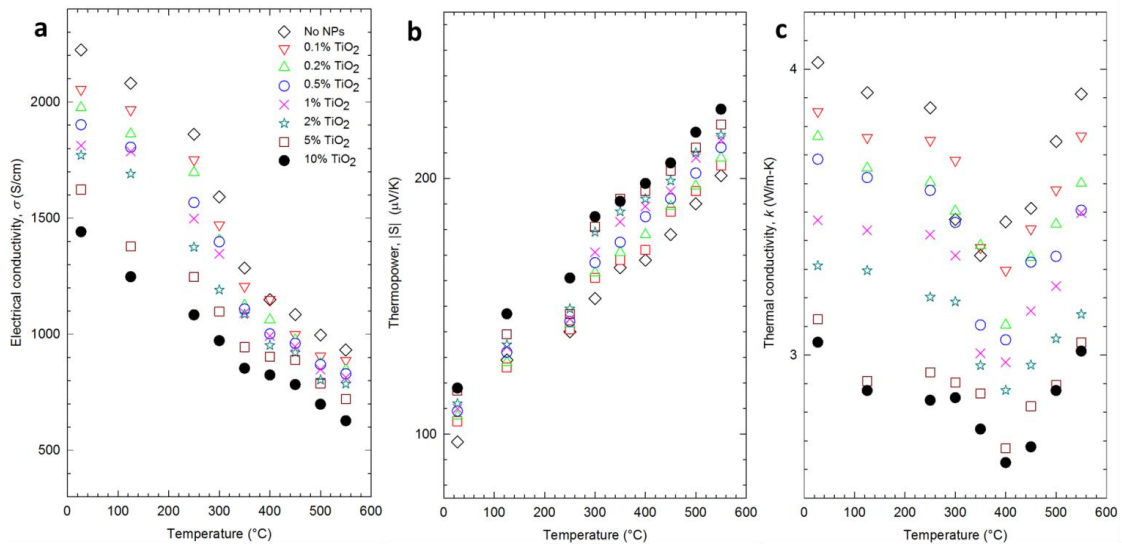 a
No NPs
0.1% TiO2
0.2% TiO2
0.5% TiO2
1% TiO2
2% TiO2
5% TiO2
10% TiO2
Electrical conductivity, σ (S/cm)
2000
1500
1000
500
0 100 200 300 400 500 600
Temperature (°C)
b
Thermopower, |S| (μV/K)
200
100
0 100 200 300 400 500 600
Temperature (°C)
c
Thermal conductivity, k (W/m-K)
4
3
0 100 200 300 400 500 600
Temperature (°C)